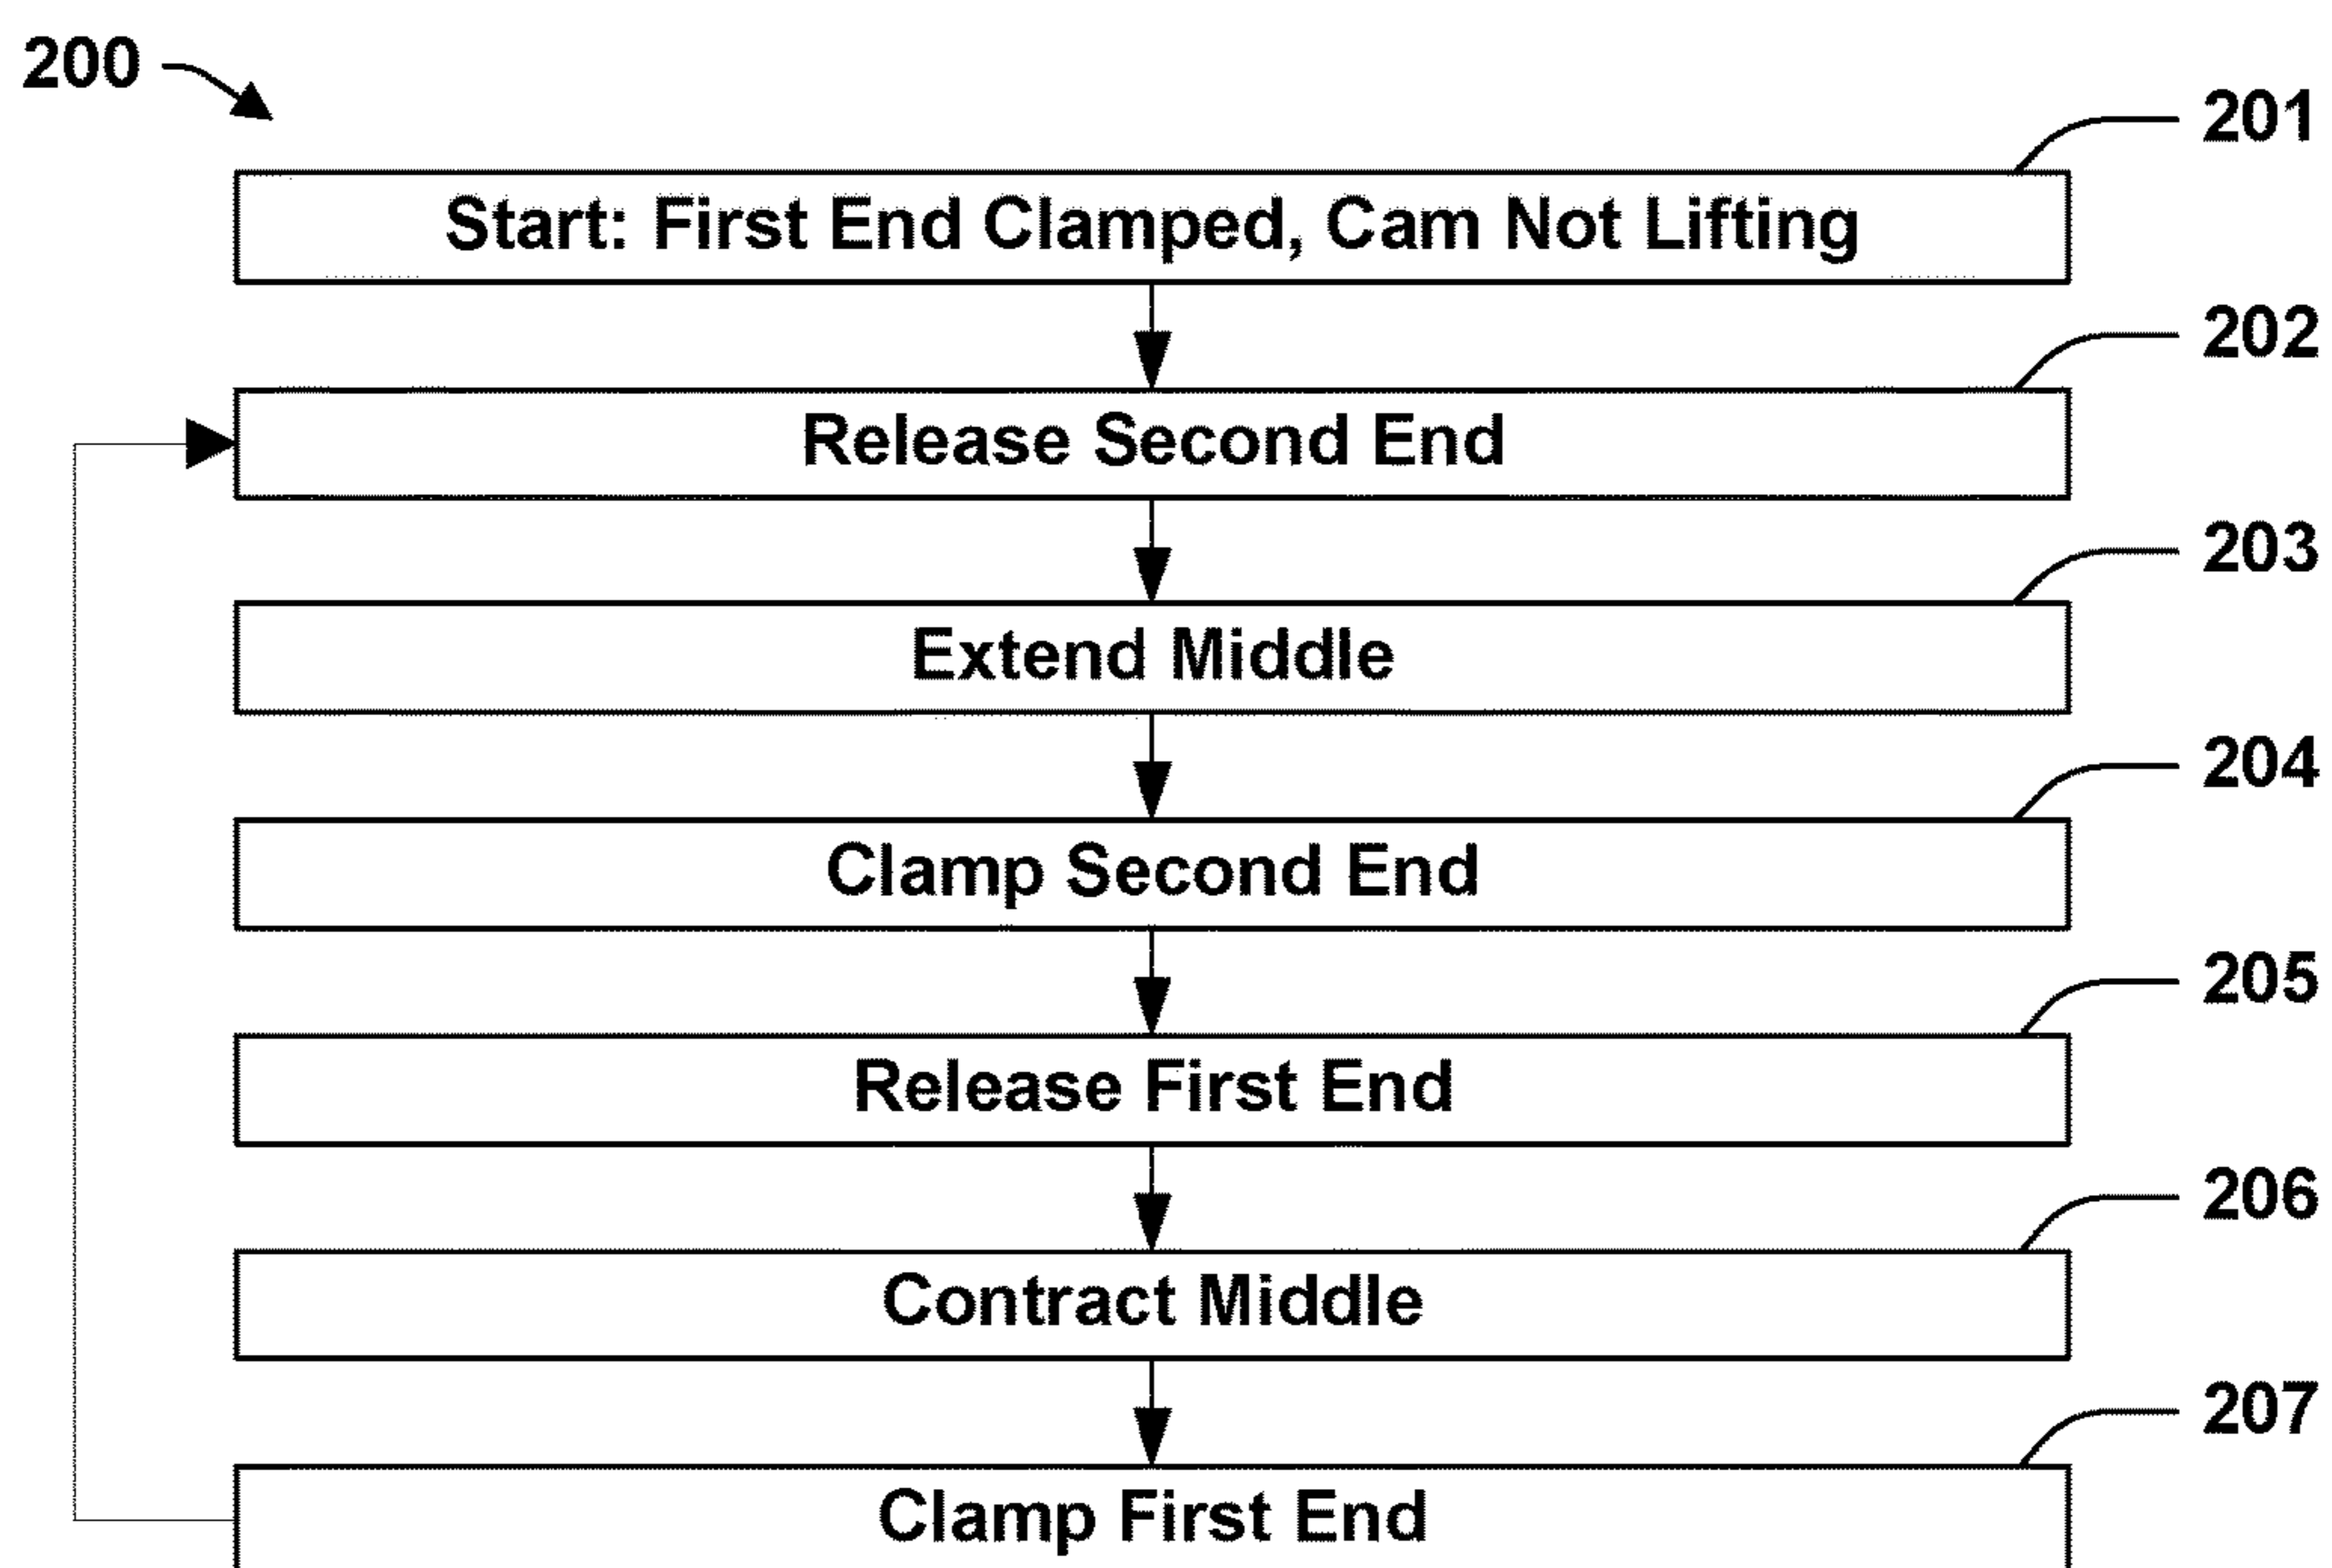 200
201
Start: First End Clamped, Cam Not Lifting
202
Release Second End
203
Extend Middle
204
Clamp Second End
205
Release First End
206
Contract Middle
207
Clamp First End